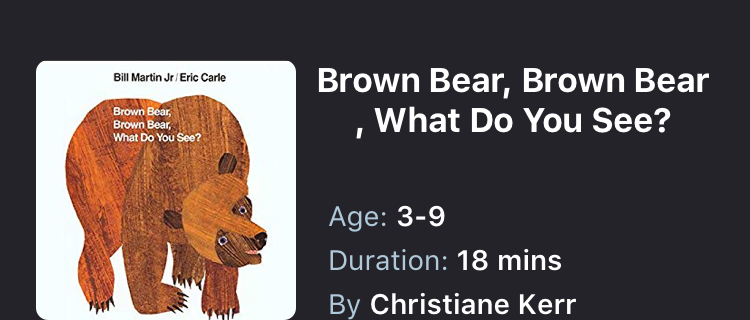 Bill Martin Jr / Eric Carle
Brown Bear,
Brown Bear,
What Do You See?
Brown Bear, Brown Bear
, What Do You See?
Age: 3-9
Duration: 18 mins
By Christiane Kerr